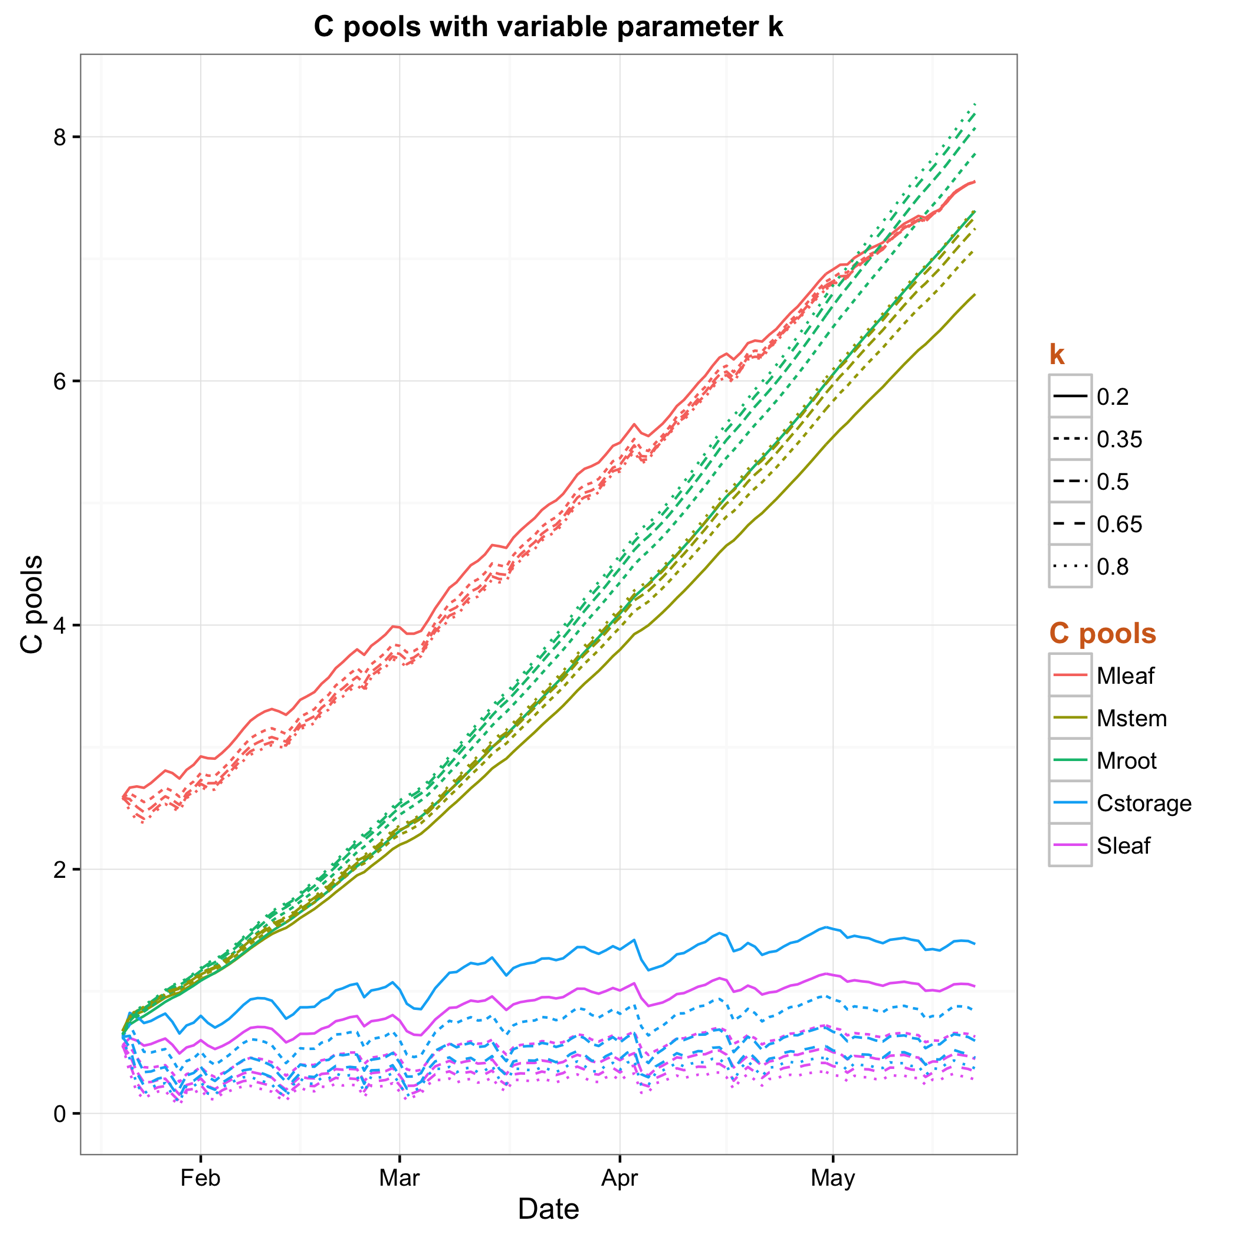 C pools with variable parameter k
C pools
8
6
4
2
0
Feb Mar Apr May
Date
k
0.2
0.35
0.5
0.65
0.8
C pools
Mleaf
Mstem
Mroot
Cstorage
Sleaf